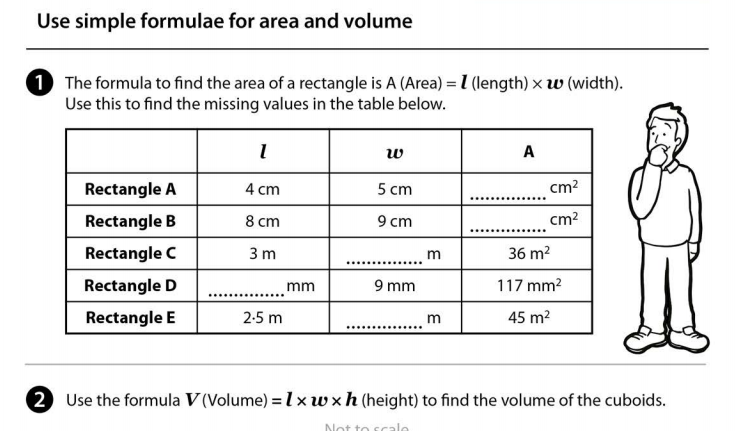 Use simple formulae for area and volume
1 The formula to find the area of a rectangle is A (Area) = l (length) × w (width).
Use this to find the missing values in the table below.
l w A
Rectangle A 4 cm 5 cm ............... cm²
Rectangle B 8 cm 9 cm ............... cm²
Rectangle C 3 m ............... m 36 m²
Rectangle D ............... mm 9 mm 117 mm²
Rectangle E 2·5 m ............... m 45 m²
2 Use the formula V (Volume) = l × w × h (height) to find the volume of the cuboids.
Not to scale